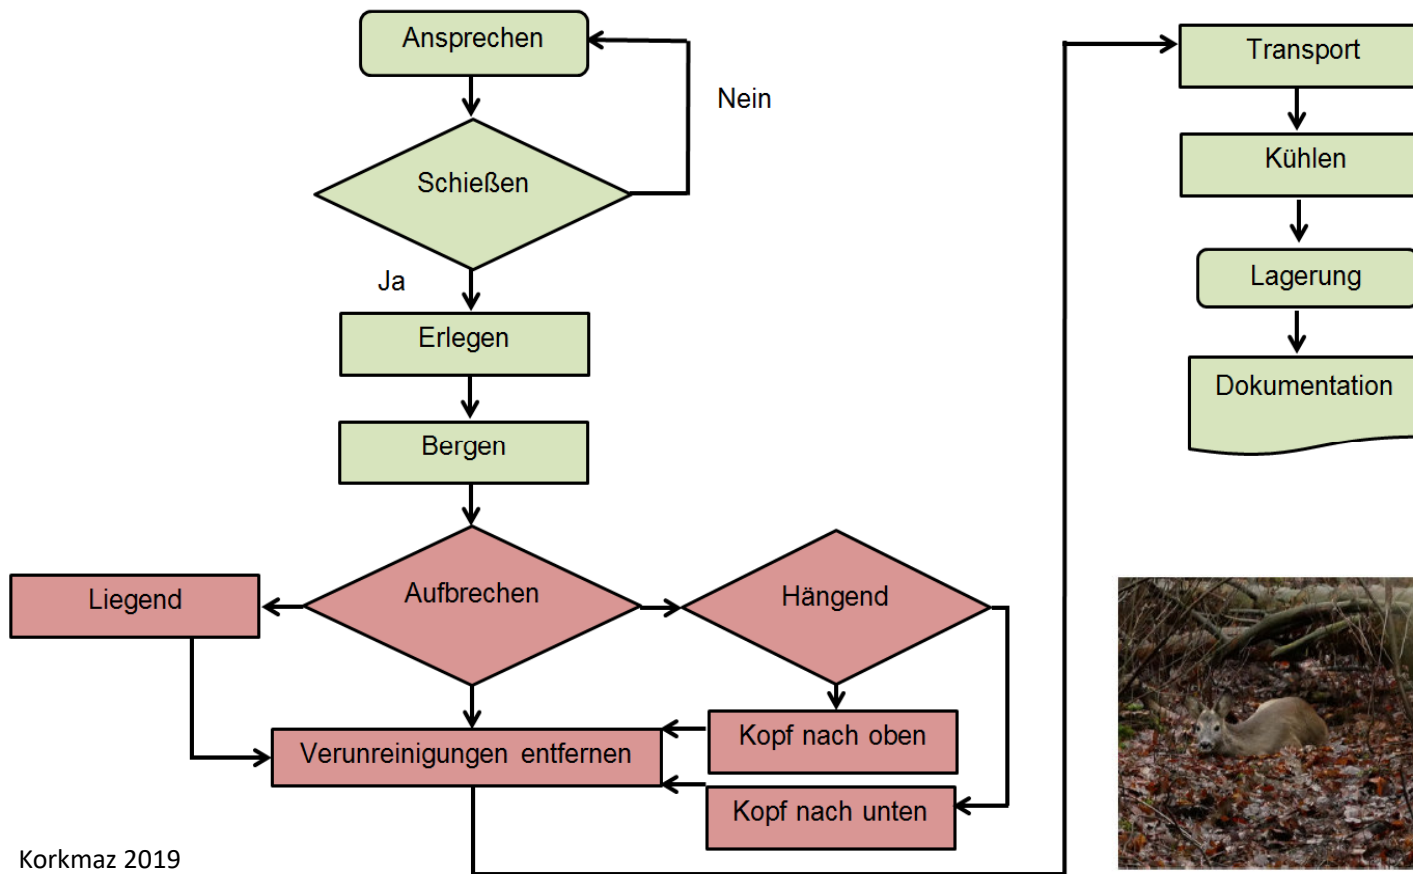 Ansprechen
Nein
Schießen
Ja
Erlegen
Bergen
Aufbrechen
Liegend
Hängend
Kopf nach oben
Verunreinigungen entfernen
Kopf nach unten
Transport
Kühlen
Lagerung
Dokumentation
Korkmaz 2019